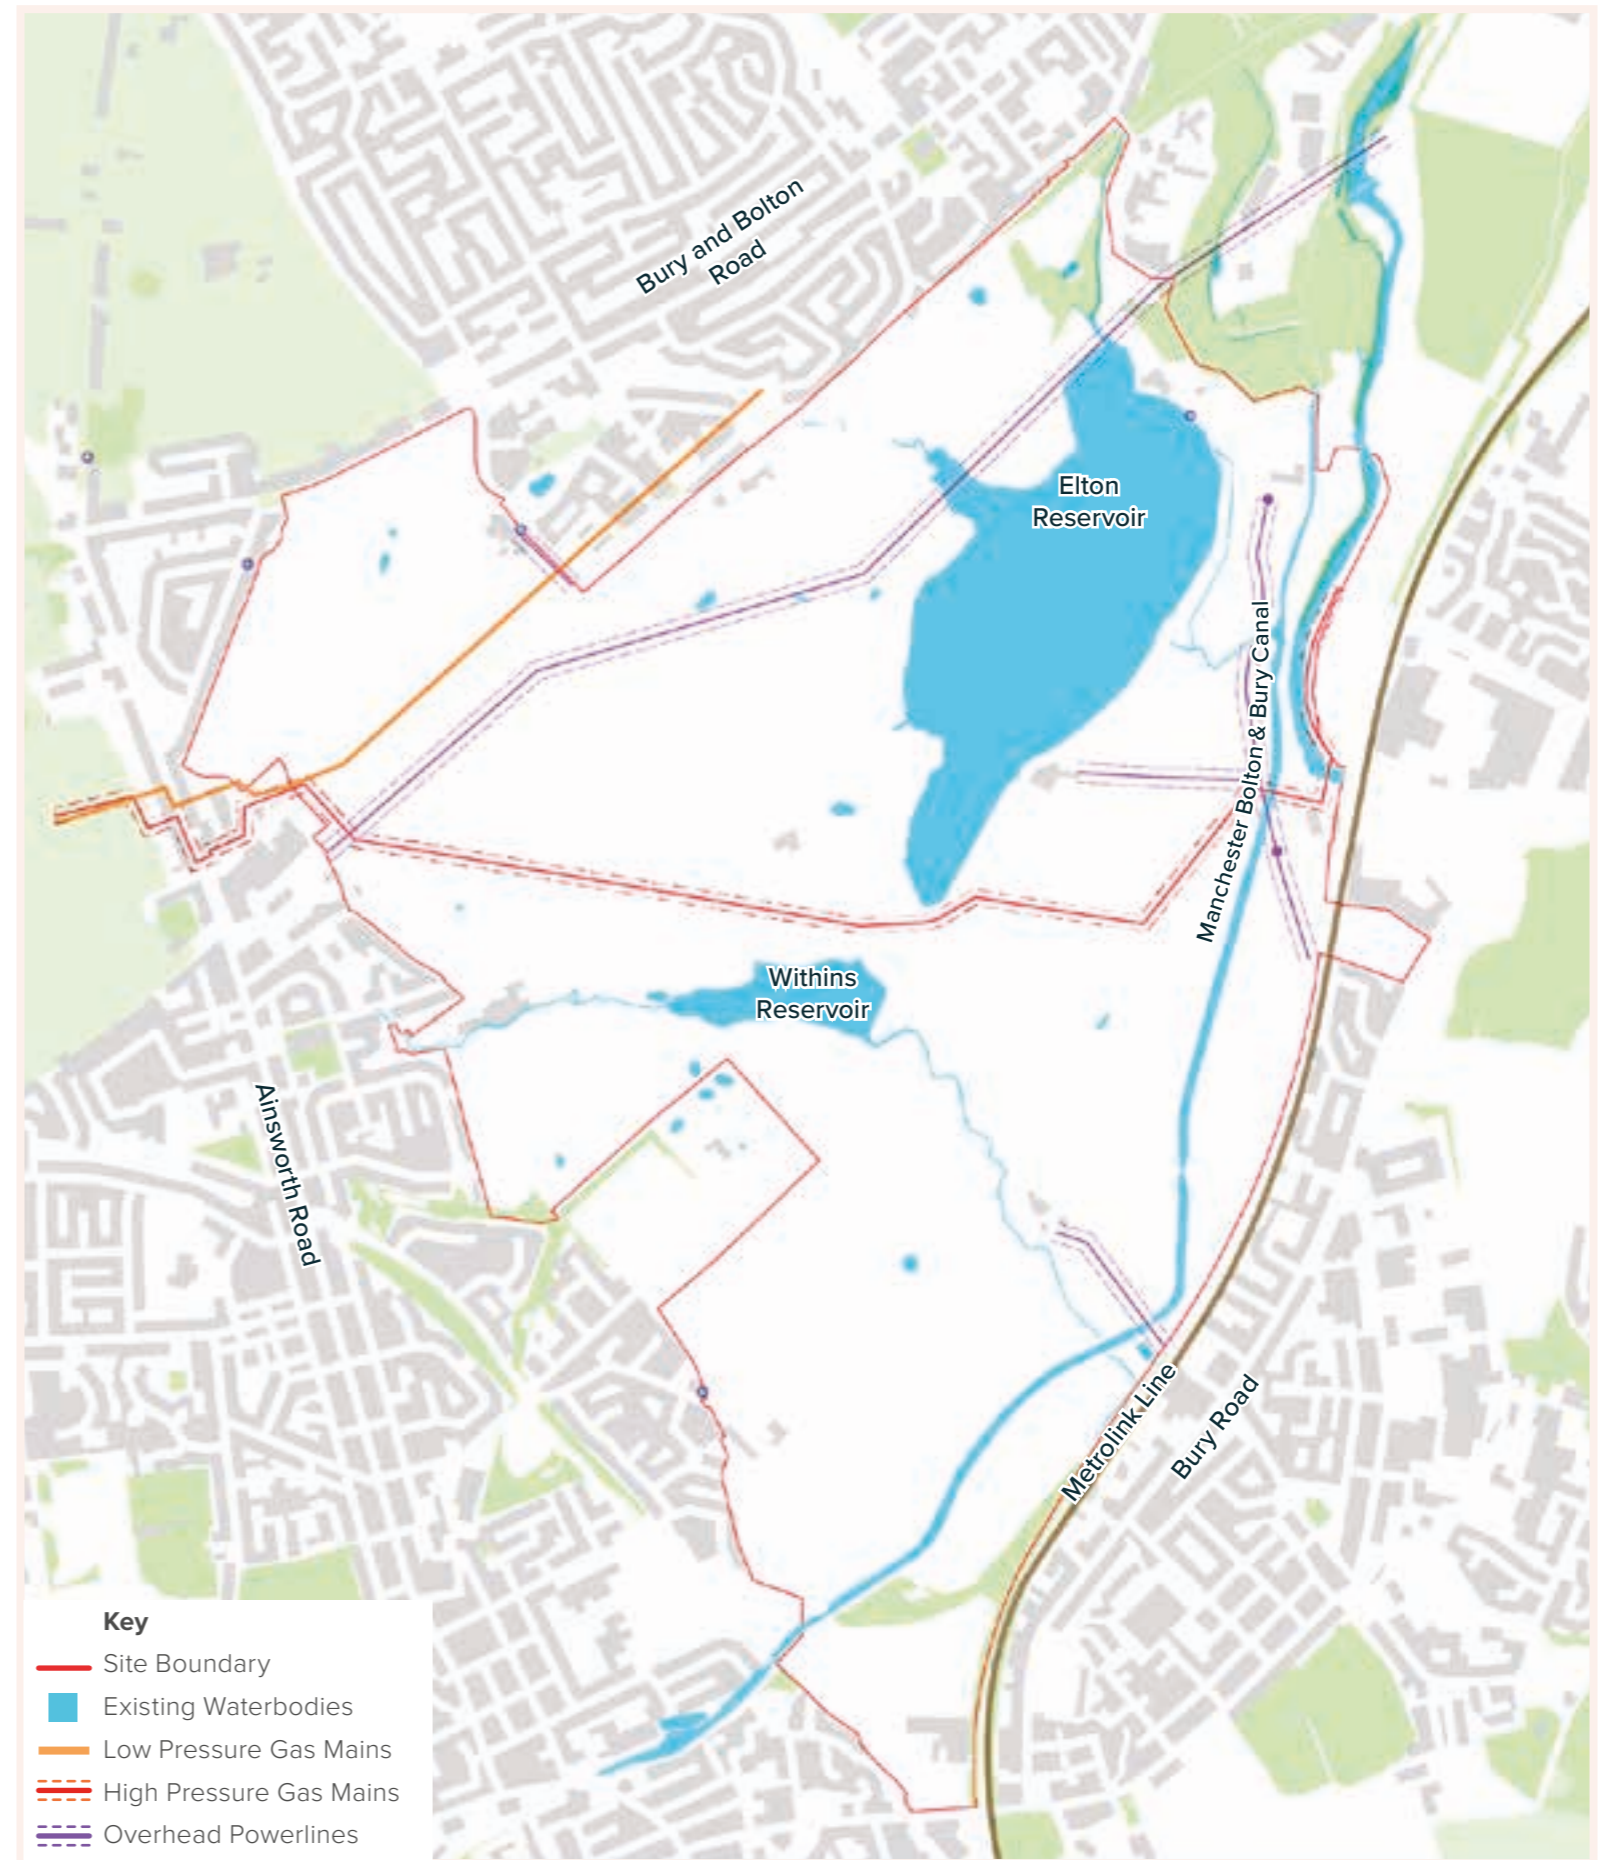 Bury and Bolton
Road
Elton
Reservoir
Manchester Bolton & Bury Canal
Withins
Reservoir
Ainsworth Road
Metrolink Line
Bury Road
Key
Site Boundary
Existing Waterbodies
Low Pressure Gas Mains
High Pressure Gas Mains
Overhead Powerlines